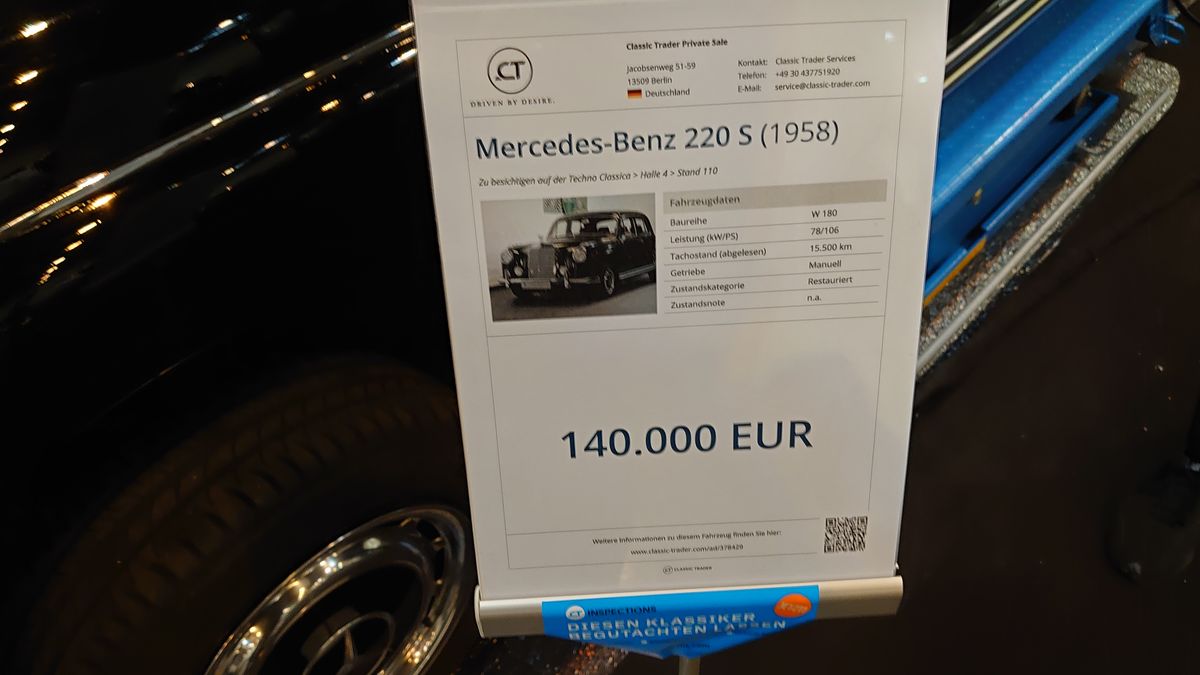 CT
DRIVEN BY DESIRE.
Classic Trader Private Sale
Jacobsenweg 51-59
13509 Berlin
Deutschland
Kontakt: Classic Trader Services
Telefon: +49 30 437751920
E-Mail: service@classic-trader.com
Mercedes-Benz 220 S (1958)
Zu besichtigen auf der Techno Classica > Halle 4 > Stand 110
Fahrzeugdaten
Baureihe W 180
Leistung (kW/PS) 78/106
Tachostand (abgelesen) 15.500 km
Getriebe Manuell
Zustandskategorie Restauriert
Zustandsnote n.a.
140.000 EUR
Weitere Informationen zu diesem Fahrzeug finden Sie hier:
www.classic-trader.com/ad/378429
CT CLASSIC TRADER
CT INSPECTIONS
DIESEN KLASSIKER
BEGUTACHTEN LASSEN